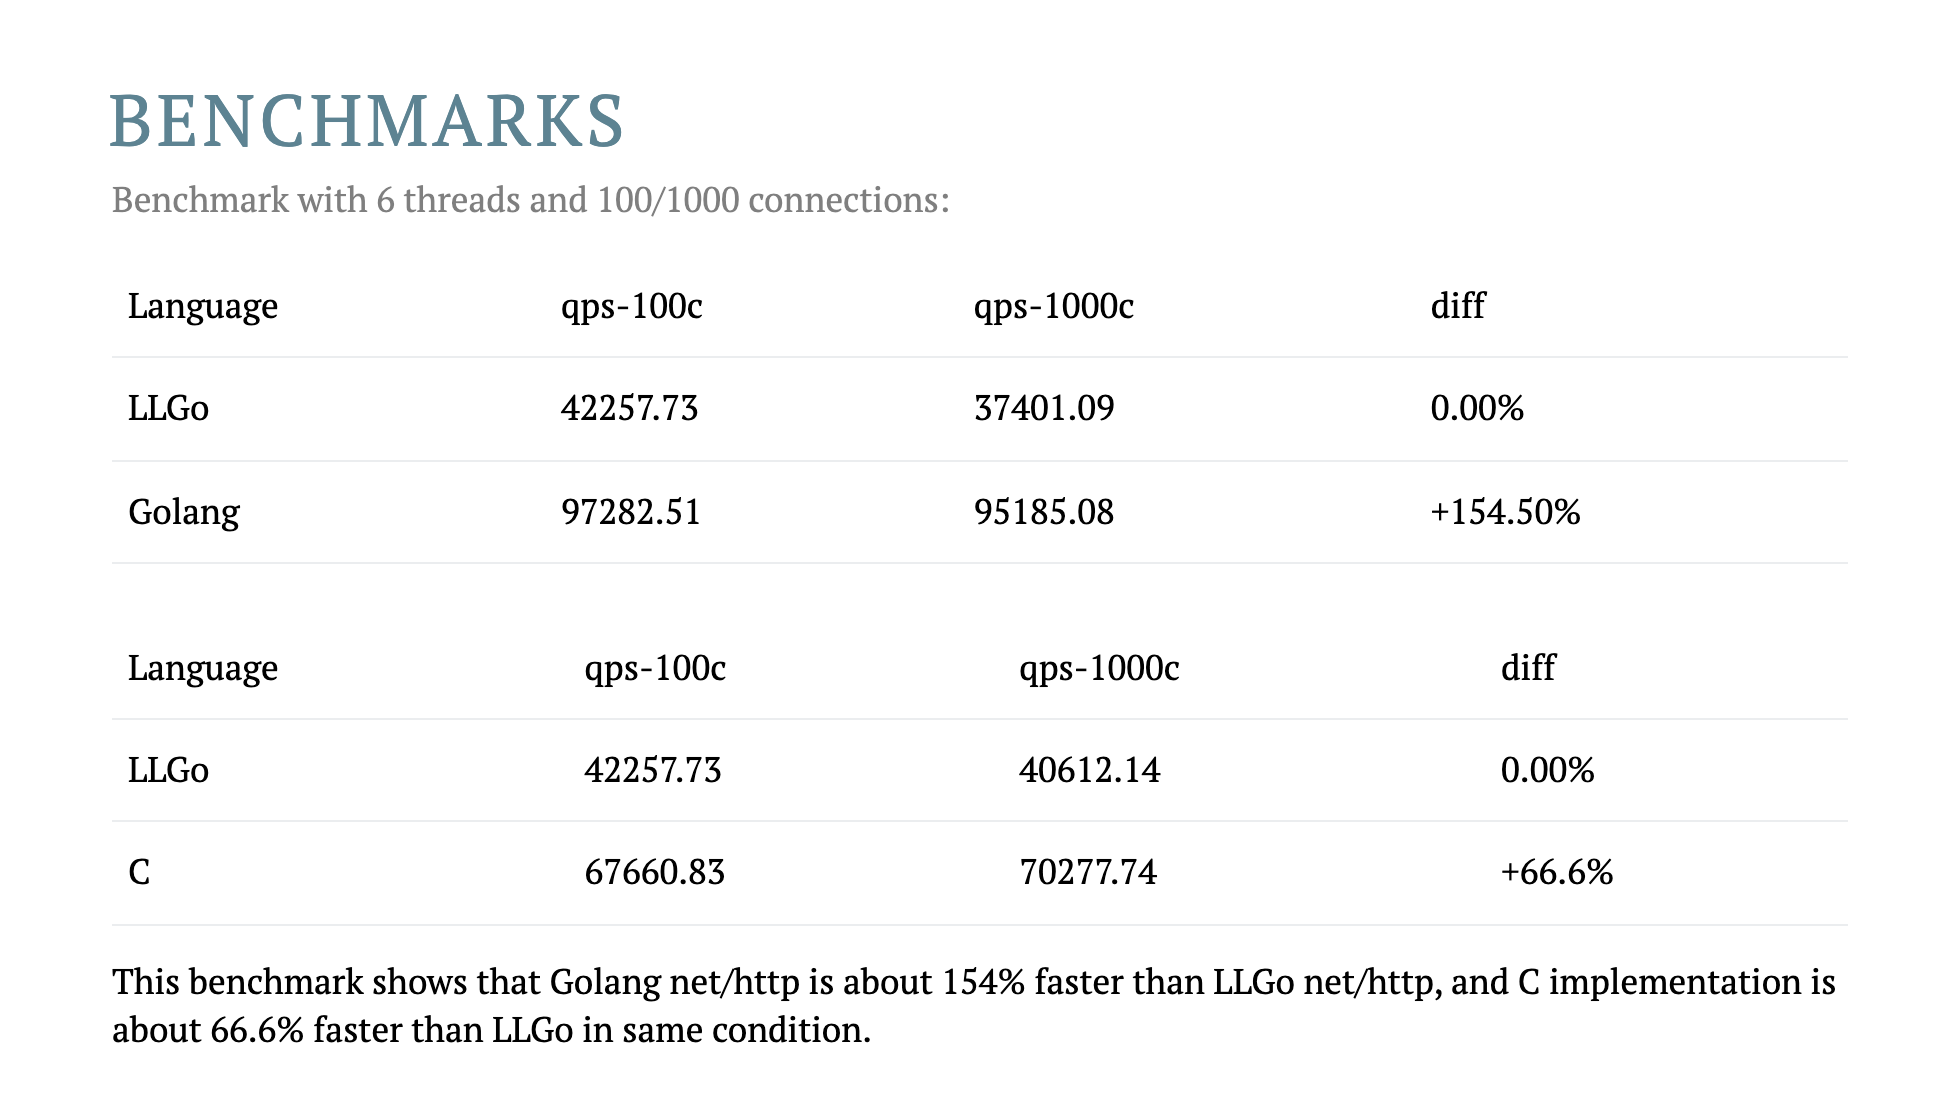 BENCHMARKS
Benchmark with 6 threads and 100/1000 connections:
Language qps-100c qps-1000c diff
LLGo 42257.73 37401.09 0.00%
Golang 97282.51 95185.08 +154.50%
Language qps-100c qps-1000c diff
LLGo 42257.73 40612.14 0.00%
C 67660.83 70277.74 +66.6%
This benchmark shows that Golang net/http is about 154% faster than LLGo net/http, and C implementation is
about 66.6% faster than LLGo in same condition.